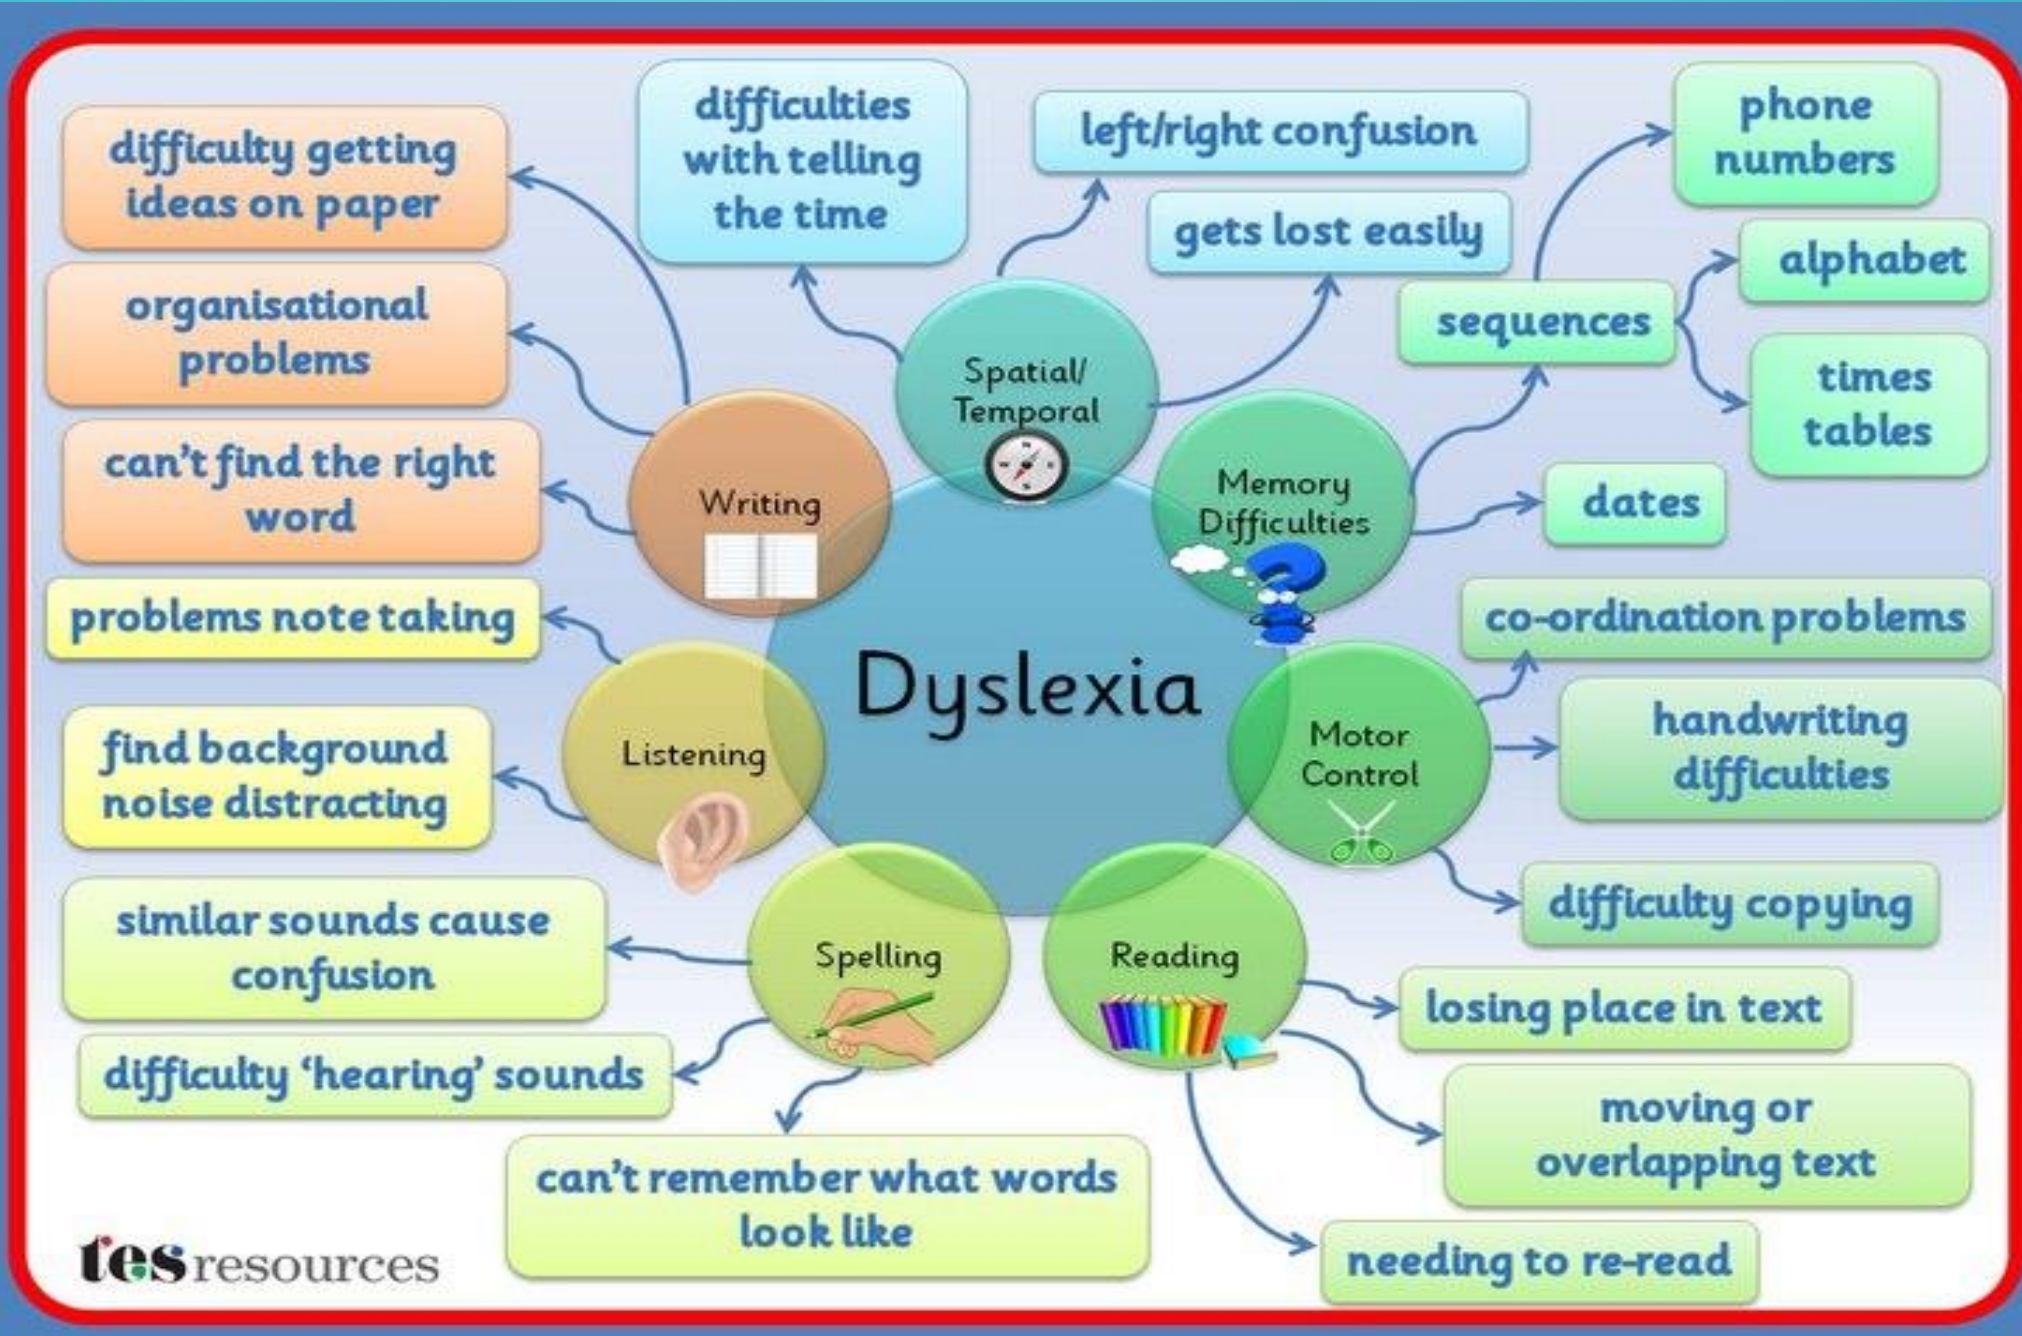 Dyslexia
Spatial/
Temporal
difficulties
with telling
the time
left/right confusion
gets lost easily
Memory
Difficulties
sequences
phone
numbers
alphabet
times
tables
dates
Motor
Control
co-ordination problems
handwriting
difficulties
difficulty copying
Reading
losing place in text
moving or
overlapping text
needing to re-read
Spelling
similar sounds cause
confusion
difficulty ‘hearing’ sounds
can’t remember what words
look like
Listening
problems note taking
find background
noise distracting
Writing
difficulty getting
ideas on paper
organisational
problems
can’t find the right
word
tes resources